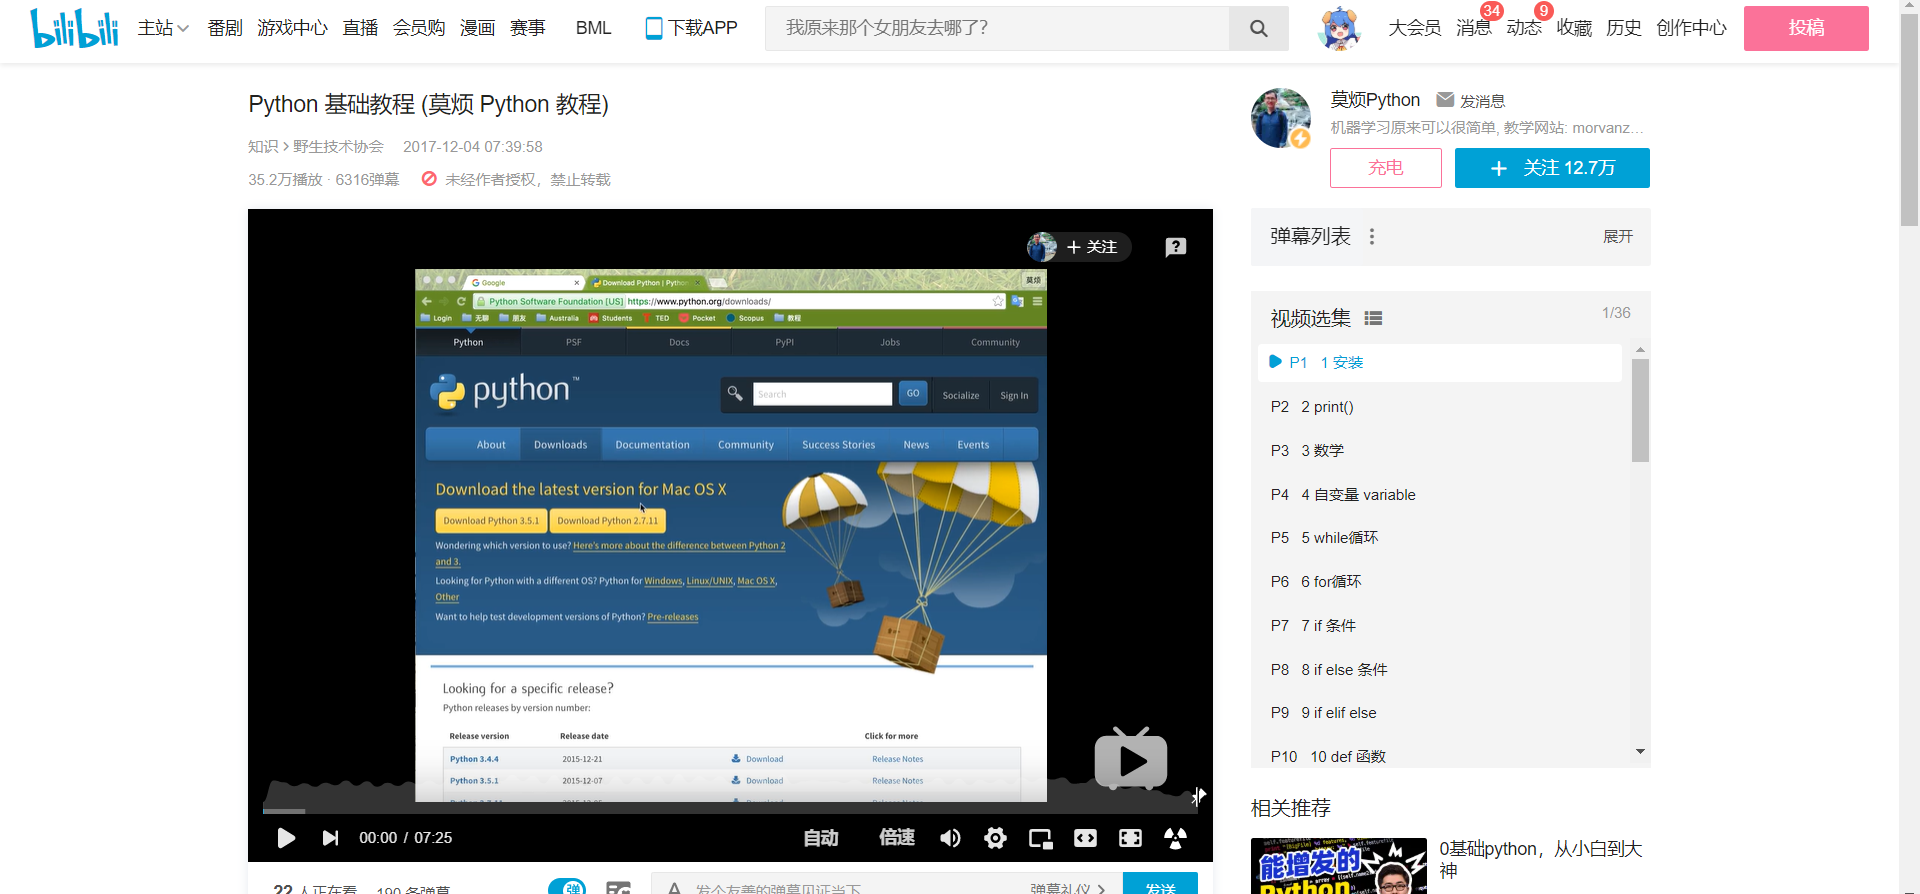 bilibili 主站 番剧 游戏中心 直播 会员购 漫画 赛事 BML 下载APP 我原来那个女朋友去哪了? 大会员 消息 34 动态 9 收藏 历史 创作中心 投稿
Python 基础教程 (莫烦 Python 教程)
知识 > 野生技术协会 2017-12-04 07:39:58
35.2万播放 · 6316弹幕 未经作者授权，禁止转载
莫烦Python 发消息
机器学习原来可以很简单, 教学网站: morvanz...
充电 + 关注 12.7万
+ 关注
Google Download Python | Pytho 莫烦
Python Software Foundation [US] https://www.python.org/downloads/
Login 无聊 朋友 Australia Students TED Pocket Scopus 教程
Python PSF Docs PyPI Jobs Community
python™ Search GO Socialize Sign In
About Downloads Documentation Community Success Stories News Events
Download the latest version for Mac OS X
Download Python 3.5.1 Download Python 2.7.11
Wondering which version to use? Here's more about the difference between Python 2
and 3.
Looking for Python with a different OS? Python for Windows, Linux/UNIX, Mac OS X,
Other
Want to help test development versions of Python? Pre-releases
Looking for a specific release?
Python releases by version number:
Release version Release date Click for more
Python 3.4.4 2015-12-21 Download Release Notes
Python 3.5.1 2015-12-07 Download Release Notes
00:00 / 07:25 自动 倍速
22 人正在看 190 条弹幕 弹 发个友善的弹幕见证当下 弹幕礼仪 > 发送
弹幕列表 展开
视频选集 1/36
P1 1 安装
P2 2 print()
P3 3 数学
P4 4 自变量 variable
P5 5 while循环
P6 6 for循环
P7 7 if 条件
P8 8 if else 条件
P9 9 if elif else
P10 10 def 函数
相关推荐
能增发的
Python
0基础python，从小白到大
神